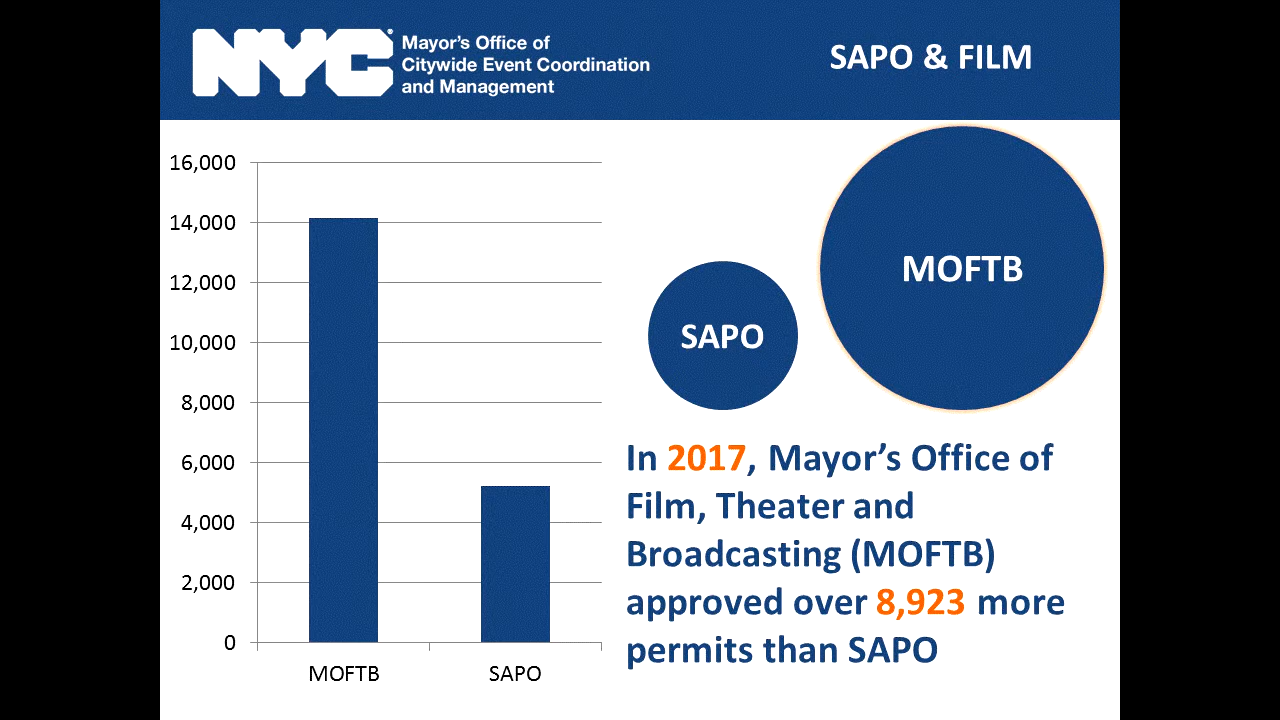 NYC
Mayor's Office of
Citywide Event Coordination
and Management
SAPO & FILM
16,000
14,000
12,000
10,000
8,000
6,000
4,000
2,000
0
MOFTB
SAPO
SAPO
MOFTB
In 2017, Mayor's Office of
Film, Theater and
Broadcasting (MOFTB)
approved over 8,923 more
permits than SAPO